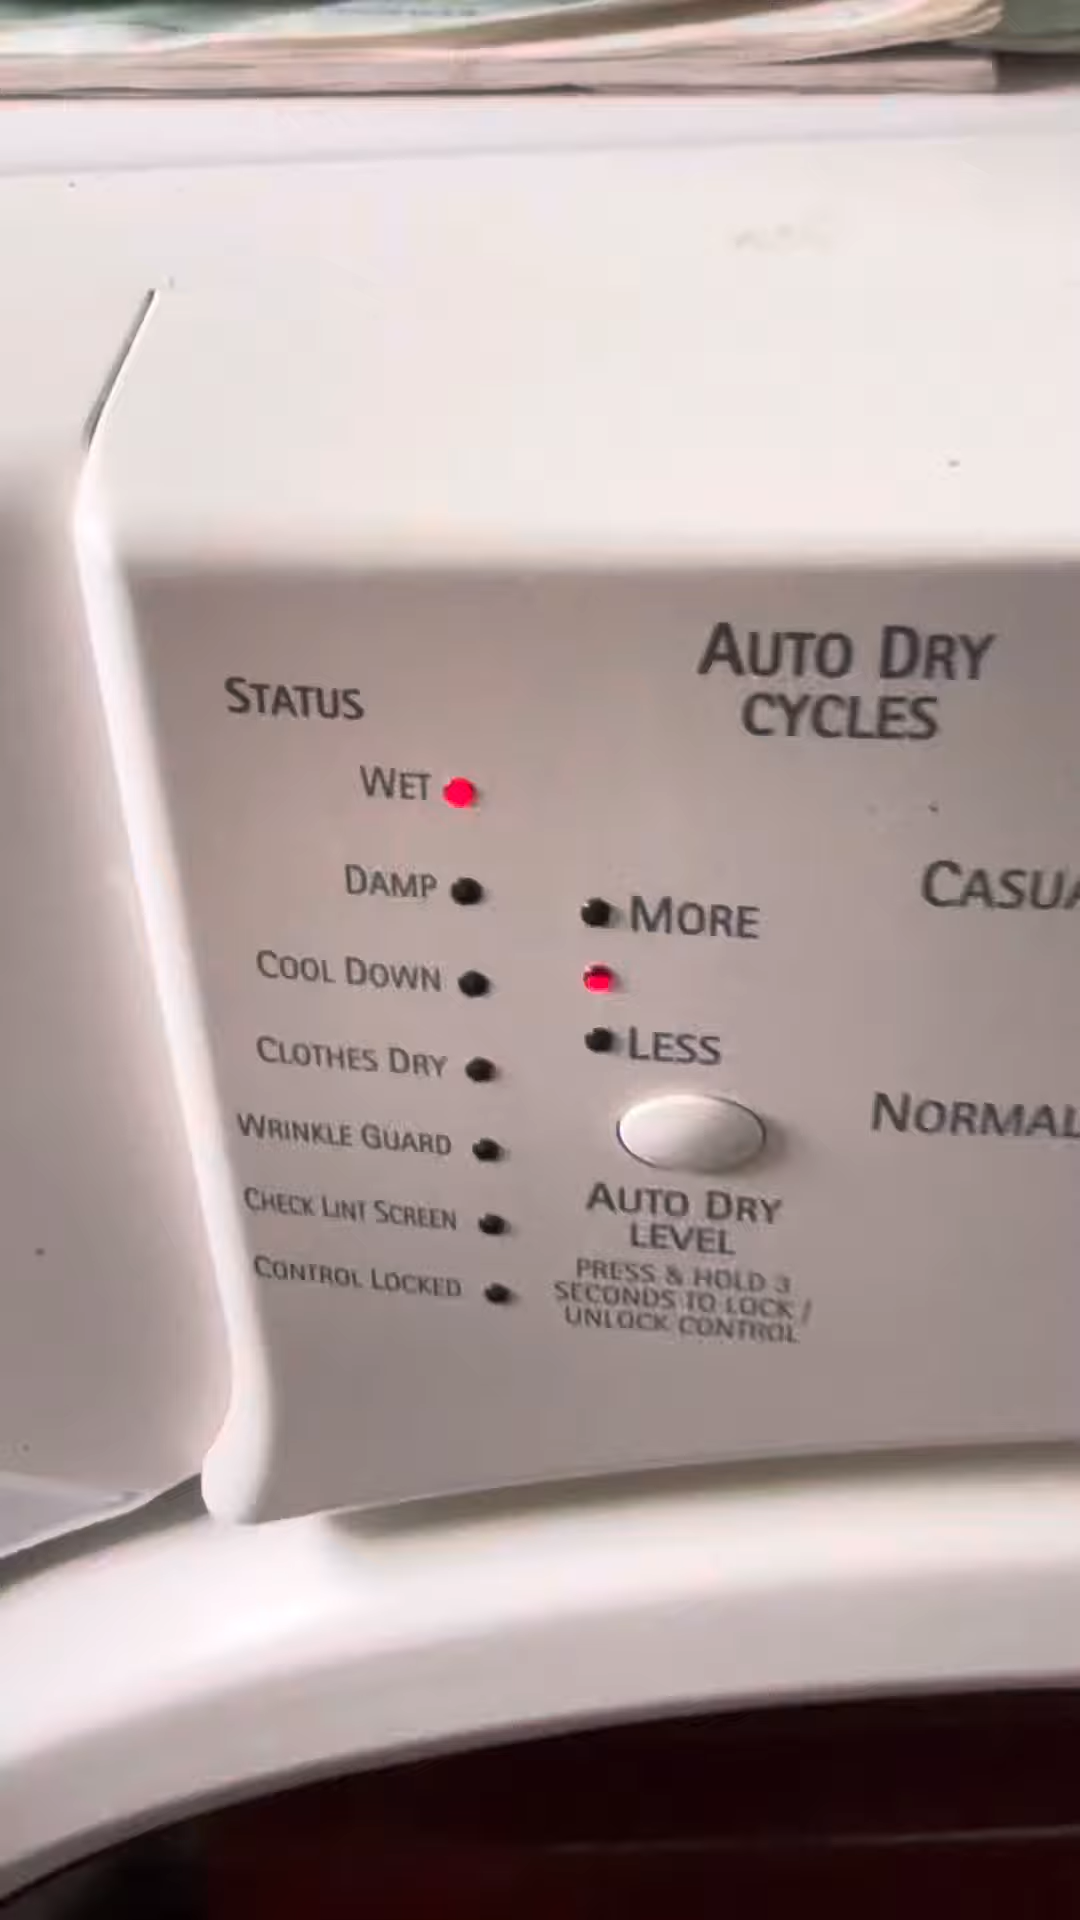 STATUS
WET
DAMP
COOL DOWN
CLOTHES DRY
WRINKLE GUARD
CHECK LINT SCREEN
CONTROL LOCKED
MORE
LESS
AUTO DRY
LEVEL
PRESS & HOLD 3
SECONDS TO LOCK /
UNLOCK CONTROL
AUTO DRY
CYCLES
CASUA
NORMAL